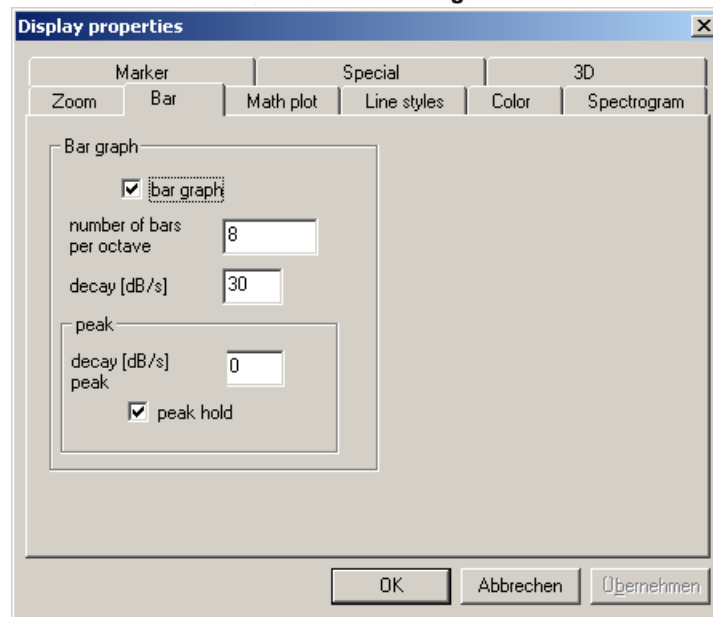 Display properties
Marker Special 3D
Zoom Bar Math plot Line styles Color Spectrogram
Bar graph
bar graph
number of bars
per octave
8
decay [dB/s]
30
peak
decay [dB/s]
peak
0
peak hold
OK Abbrechen Übernehmen